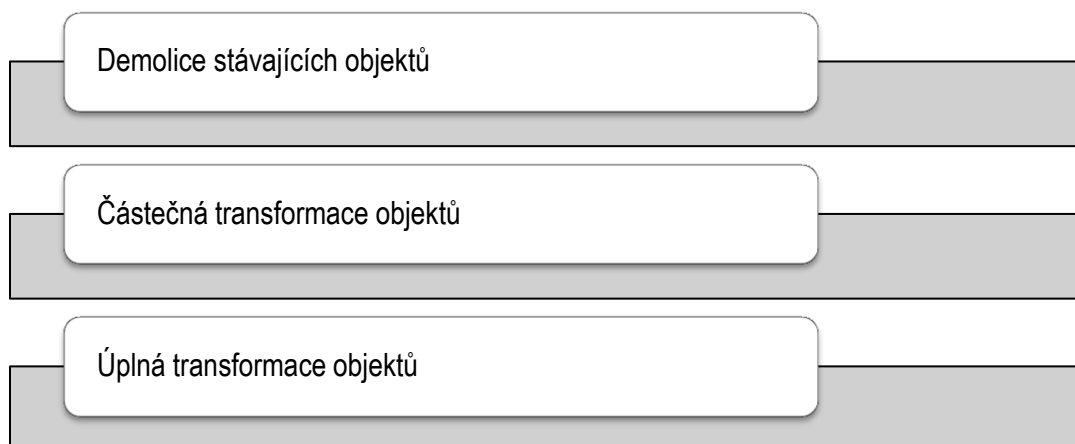 Demolice stávajících objektů
Částečná transformace objektů
Úplná transformace objektů